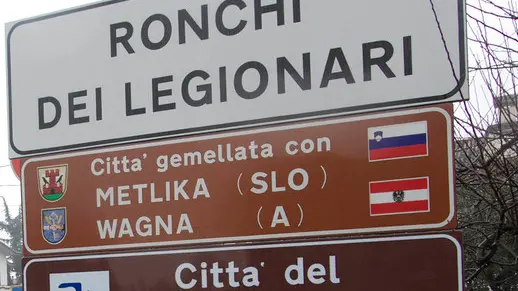 RONCHI
DEI LEGIONARI
Citta' gemellata con
METLIKA (SLO)
WAGNA (A)
Citta' del